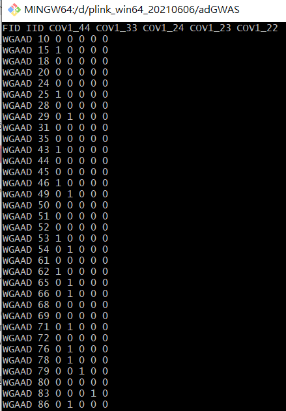 MINGW64:/d/plink_win64_20210606/adGWAS
FID IID COV1_44 COV1_33 COV1_24 COV1_23 COV1_22
WGAAD 10 0 0 0 0 0
WGAAD 15 1 0 0 0 0
WGAAD 18 0 0 0 0 0
WGAAD 20 0 0 0 0 0
WGAAD 24 0 0 0 0 0
WGAAD 25 1 0 0 0 0
WGAAD 28 0 0 0 0 0
WGAAD 29 0 1 0 0 0
WGAAD 31 0 0 0 0 0
WGAAD 35 0 0 0 0 0
WGAAD 43 1 0 0 0 0
WGAAD 44 0 0 0 0 0
WGAAD 45 0 0 0 0 0
WGAAD 46 1 0 0 0 0
WGAAD 49 0 1 0 0 0
WGAAD 50 0 0 0 0 0
WGAAD 51 0 0 0 0 0
WGAAD 52 0 0 0 0 0
WGAAD 53 1 0 0 0 0
WGAAD 54 0 1 0 0 0
WGAAD 61 0 0 0 0 0
WGAAD 62 1 0 0 0 0
WGAAD 65 0 1 0 0 0
WGAAD 66 0 1 0 0 0
WGAAD 68 0 0 0 0 0
WGAAD 69 0 0 0 0 0
WGAAD 71 0 1 0 0 0
WGAAD 72 0 0 0 0 0
WGAAD 76 0 1 0 0 0
WGAAD 78 0 1 0 0 0
WGAAD 79 0 0 1 0 0
WGAAD 80 0 0 0 0 0
WGAAD 83 0 0 0 1 0
WGAAD 86 0 1 0 0 0